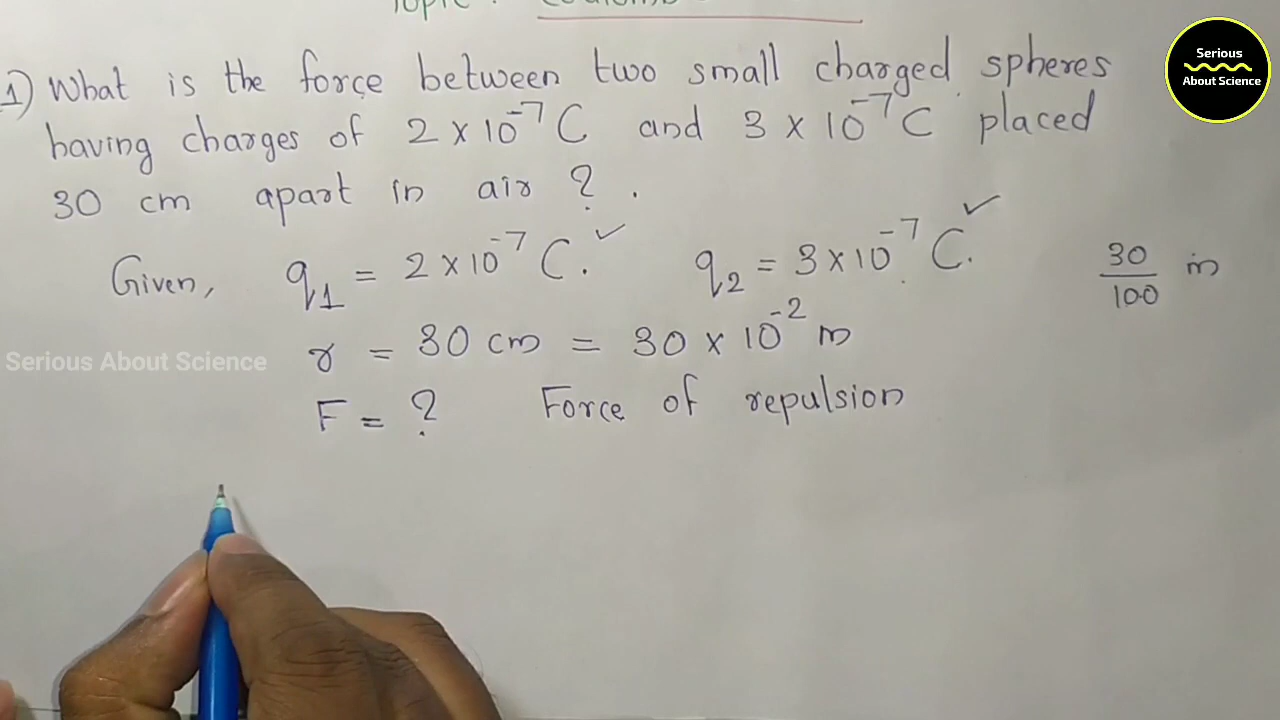 Topic :
Serious
About Science
1) What is the force between two small charged spheres
having charges of 2 × 10⁻⁷ C and 3 × 10⁻⁷ C placed
30 cm apart in air ? .
Given, q₁ = 2 × 10⁻⁷ C. ✓ q₂ = 3 × 10⁻⁷ C. ✓
30/100 m
r = 30 cm = 30 × 10⁻² m
Serious About Science
F = ? Force of repulsion